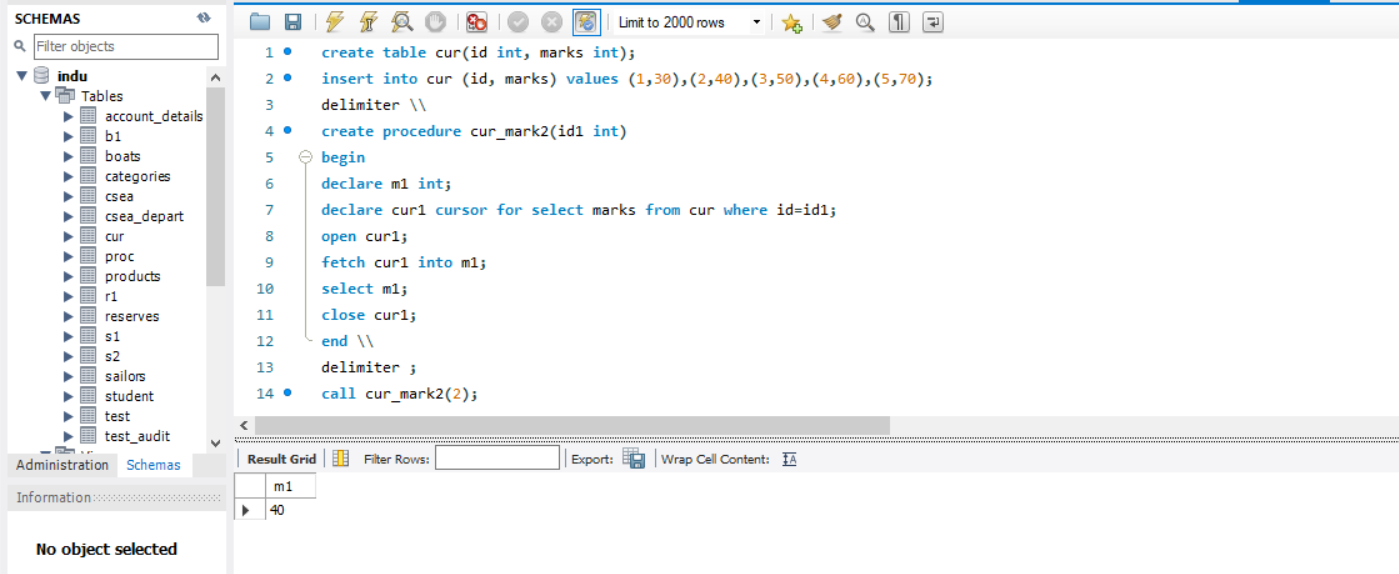 SCHEMAS
Filter objects
indu
Tables
account_details
b1
boats
categories
csea
csea_depart
cur
proc
products
r1
reserves
s1
s2
sailors
student
test
test_audit
Administration Schemas
Information
No object selected
Limit to 2000 rows
1 create table cur(id int, marks int);
2 insert into cur (id, marks) values (1,30),(2,40),(3,50),(4,60),(5,70);
3 delimiter \\
4 create procedure cur_mark2(id1 int)
5 begin
6 declare m1 int;
7 declare cur1 cursor for select marks from cur where id=id1;
8 open cur1;
9 fetch cur1 into m1;
10 select m1;
11 close cur1;
12 end \\
13 delimiter ;
14 call cur_mark2(2);
Result Grid Filter Rows: Export: Wrap Cell Content: IA
m1
40